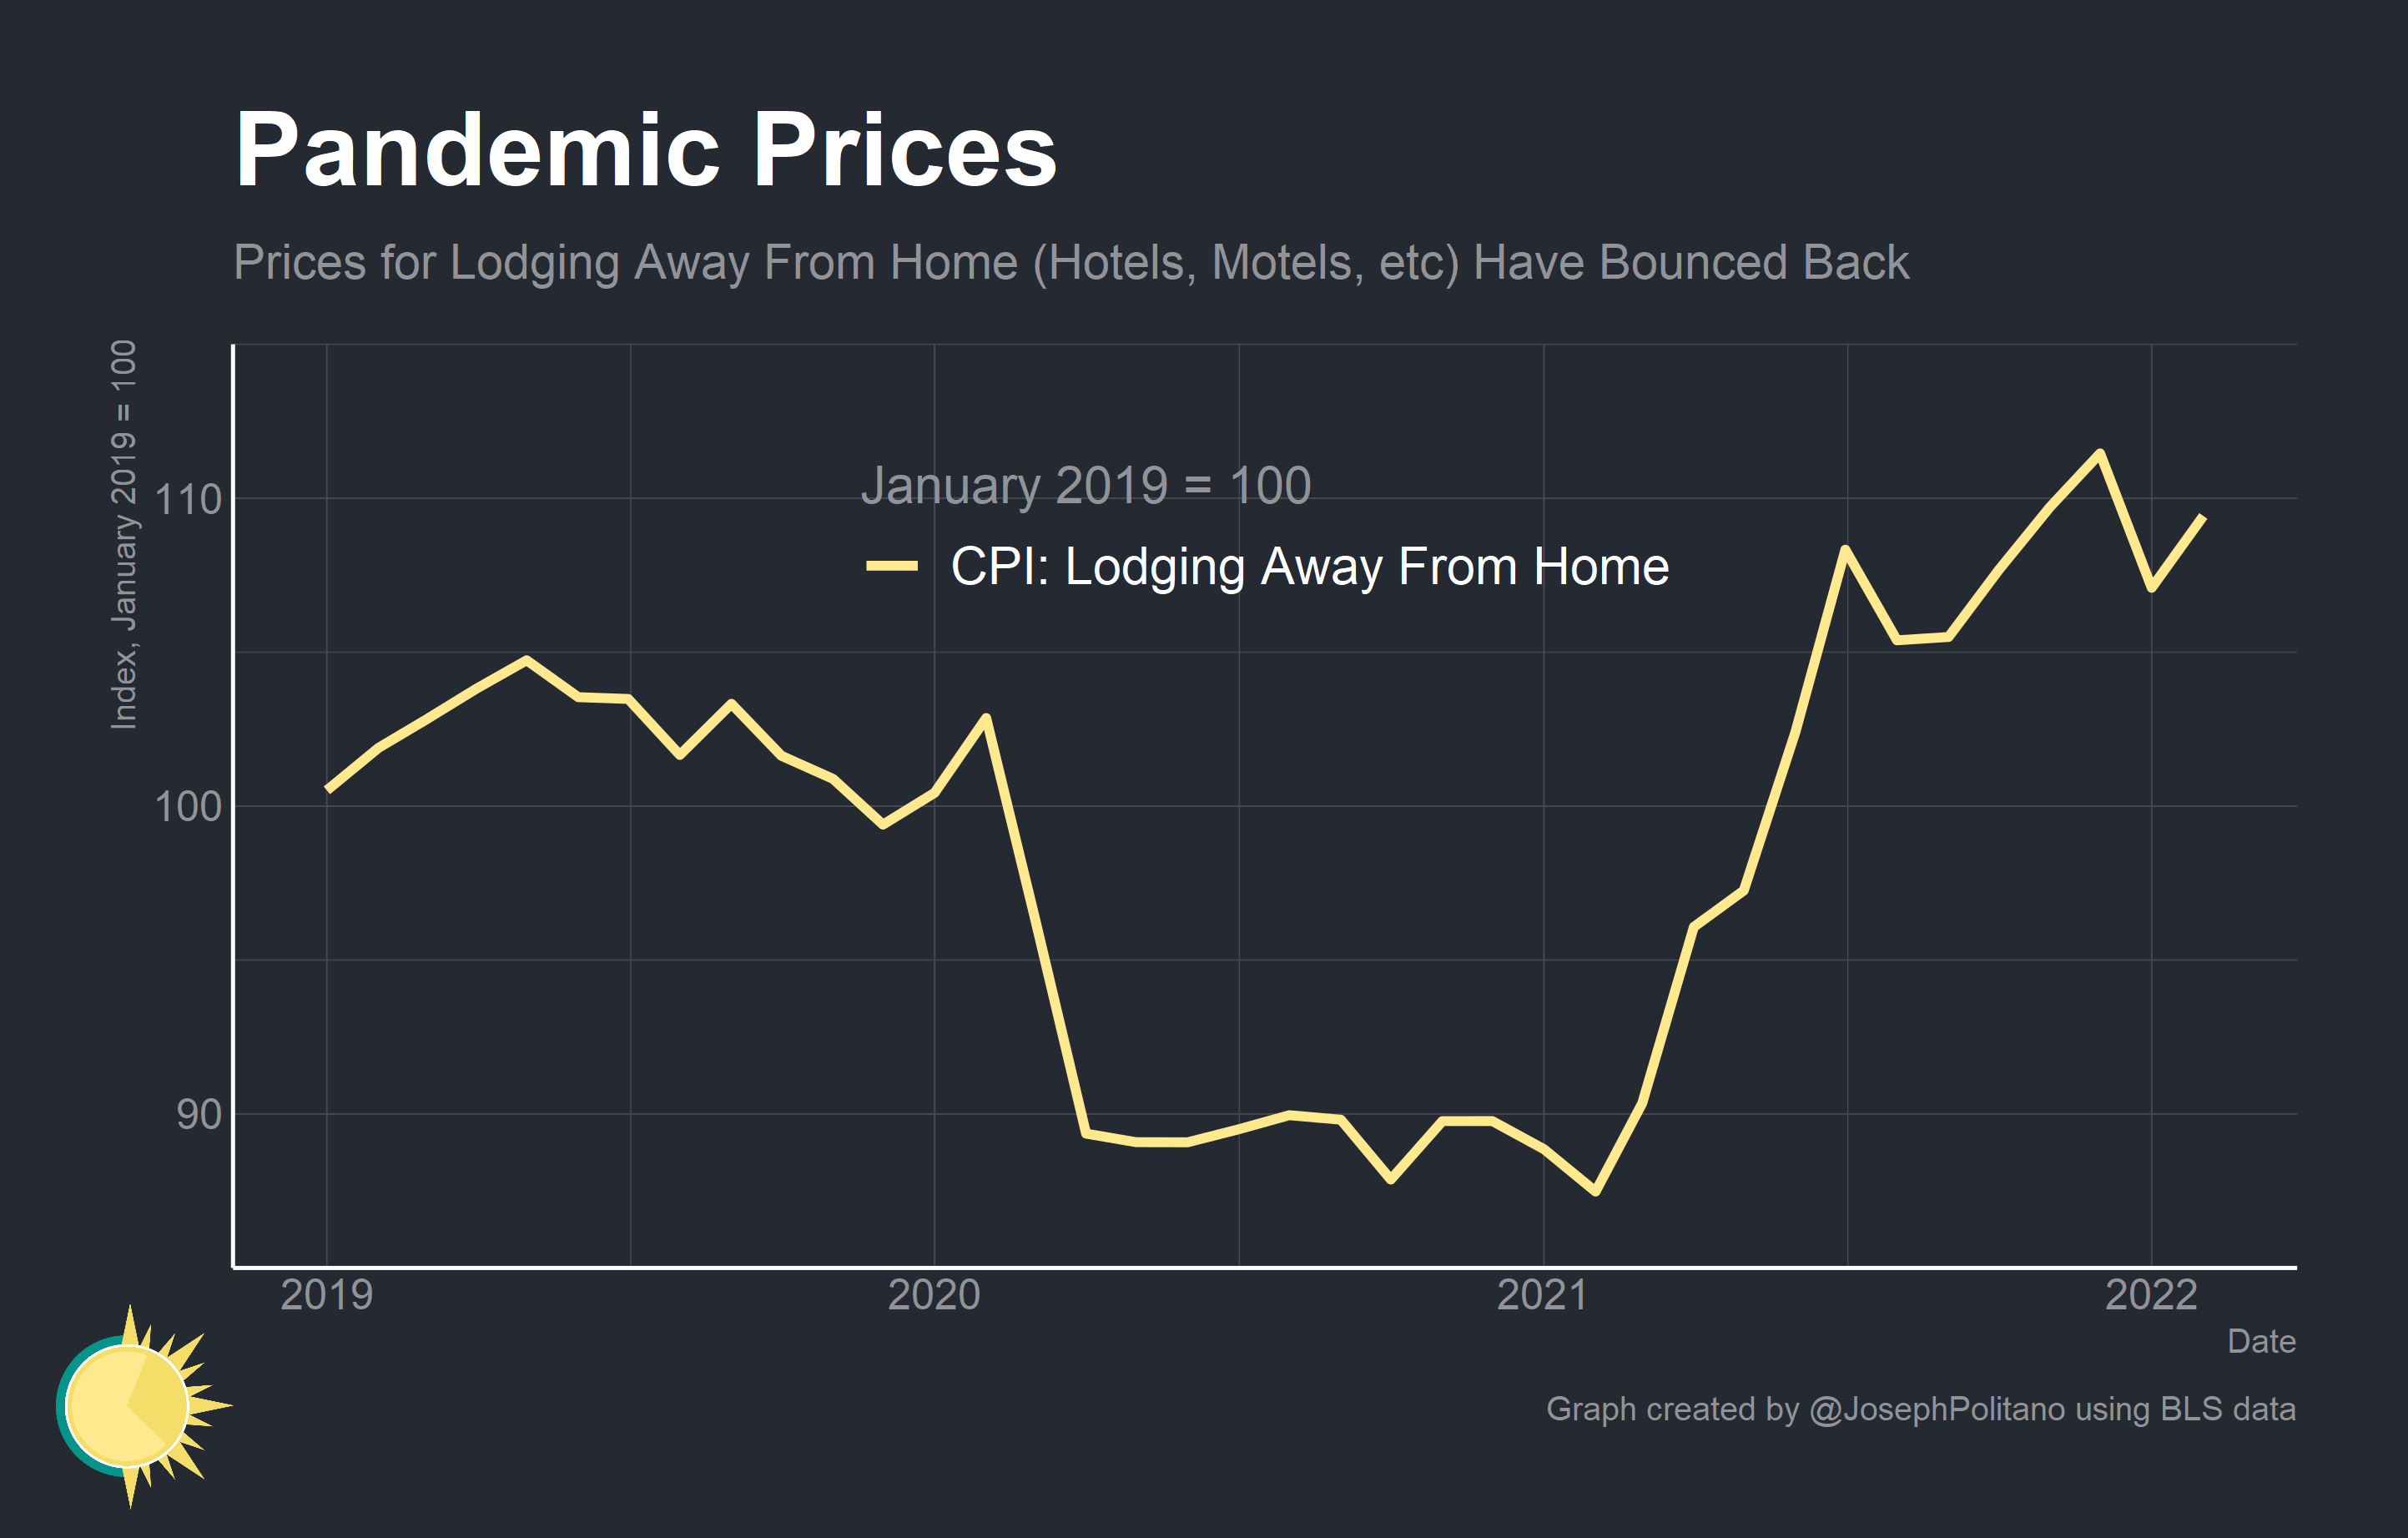 Pandemic Prices
Prices for Lodging Away From Home (Hotels, Motels, etc) Have Bounced Back
Index, January 2019 = 100
110
100
90
January 2019 = 100
CPI: Lodging Away From Home
2019 2020 2021 2022
Date
Graph created by @JosephPolitano using BLS data